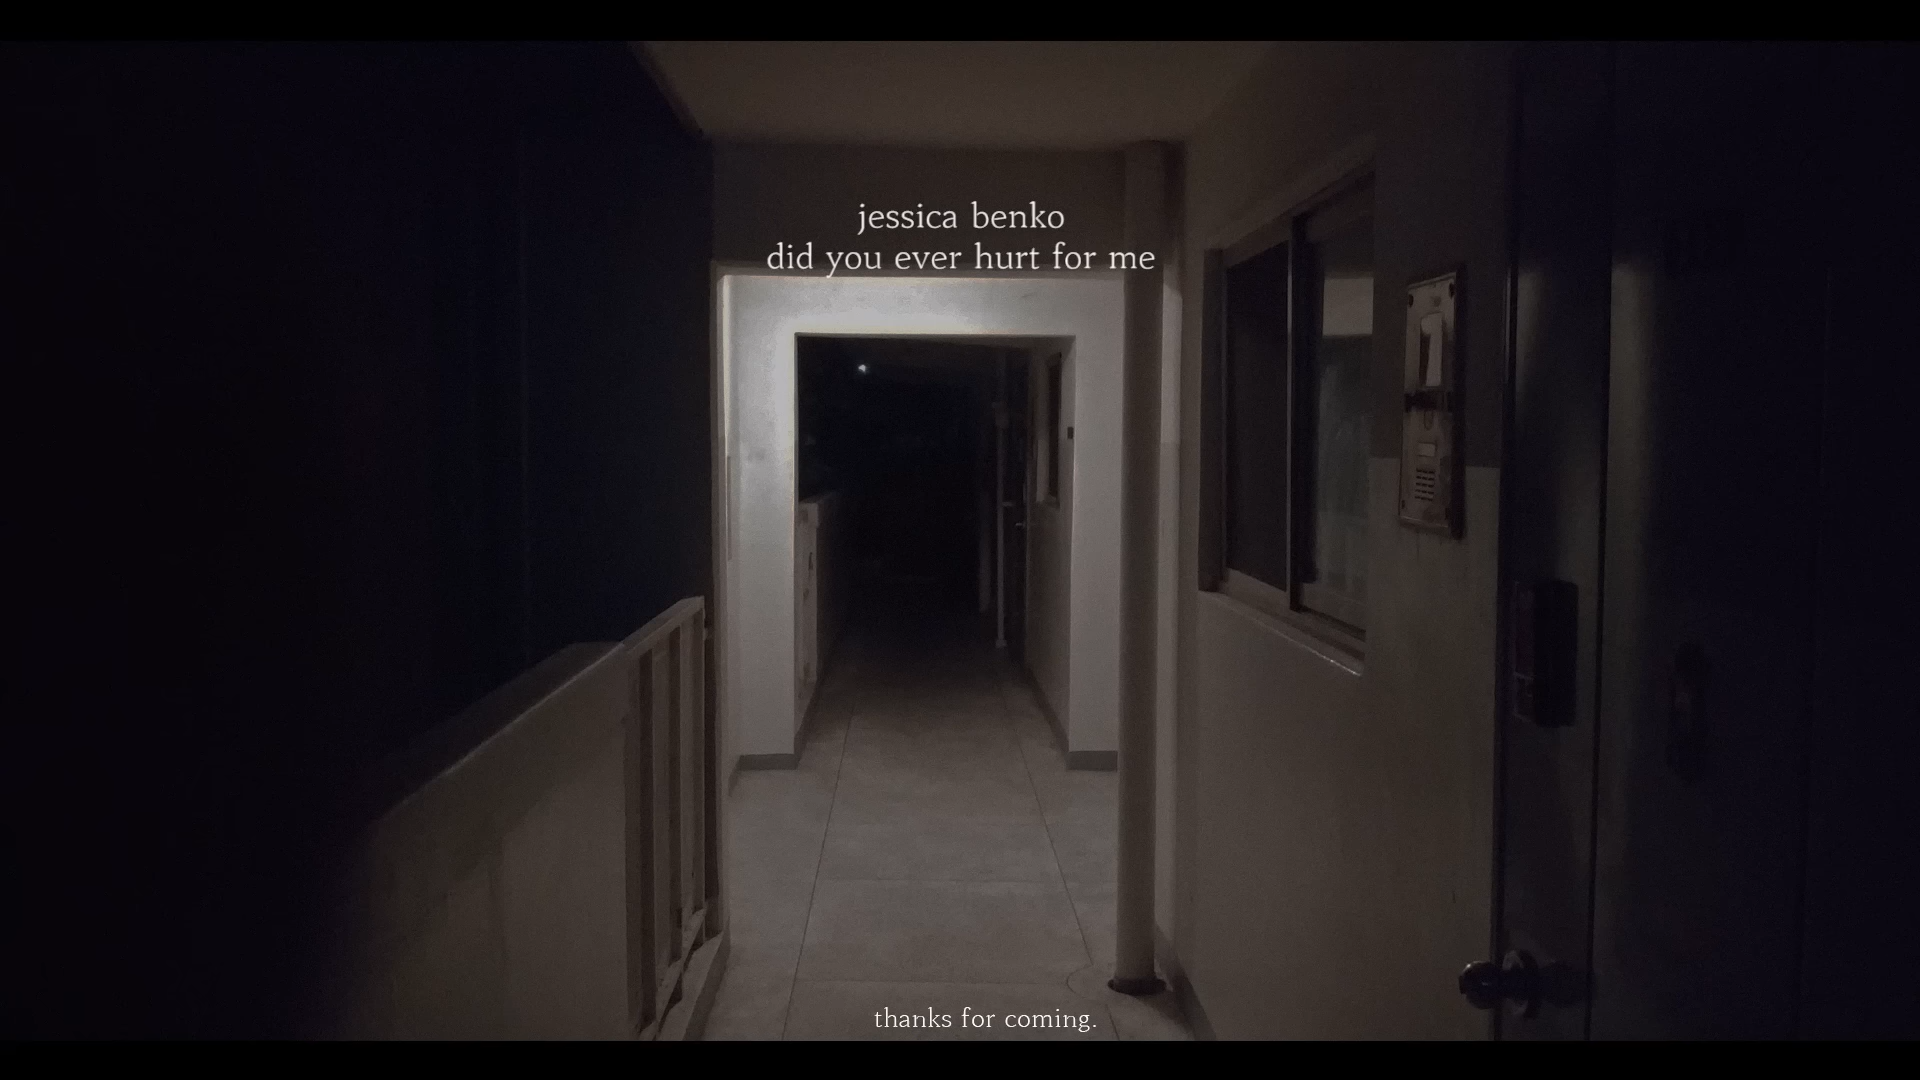 jessica benko
did you ever hurt for me
thanks for coming.